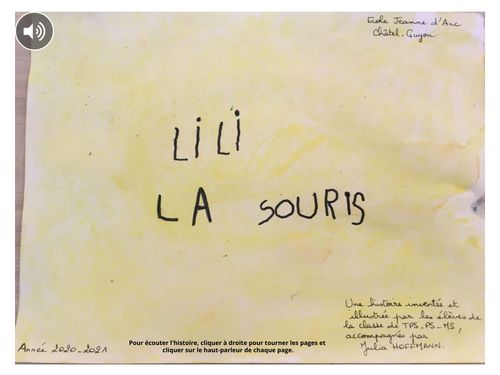 Ecole Jeanne d'Arc
Châtel-Guyon
LiLi
LA SOURIS
Une histoire inventée et
illustrée par les élèves de
la classe de TPS-PS-MS,
accompagnés par
Julia HOFFMANN.
Année 2020-2021
Pour écouter l'histoire, cliquer à droite pour tourner les pages et
cliquer sur le haut-parleur de chaque page.